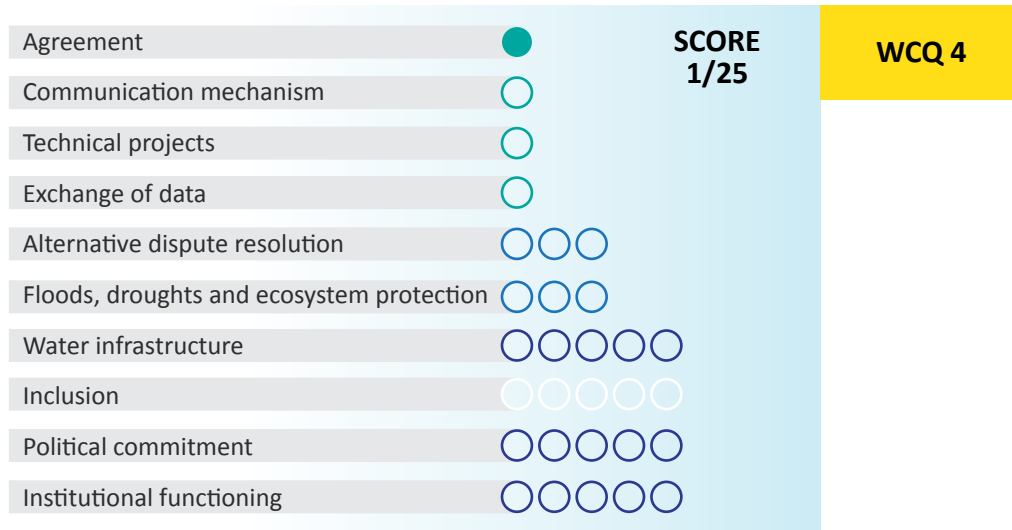 Agreement
SCORE
1/25
WCQ 4
Communication mechanism
Technical projects
Exchange of data
Alternative dispute resolution
Floods, droughts and ecosystem protection
Water infrastructure
Inclusion
Political commitment
Institutional functioning